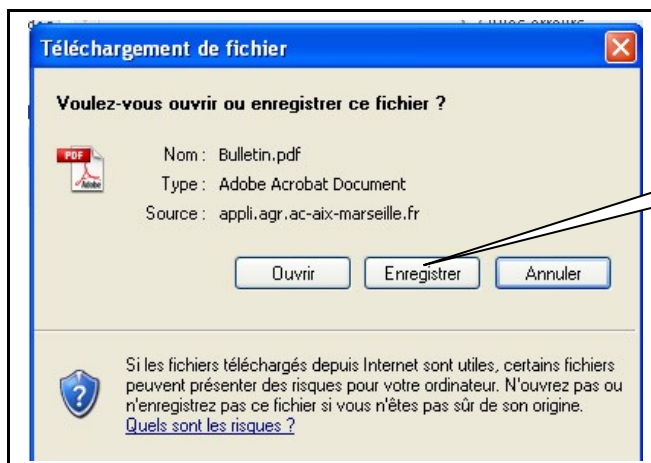 Téléchargement de fichier
Voulez-vous ouvrir ou enregistrer ce fichier ?
PDF
Adobe
Nom : Bulletin.pdf
Type : Adobe Acrobat Document
Source : appli.agr.ac-aix-marseille.fr
Ouvrir Enregistrer Annuler
Si les fichiers téléchargés depuis Internet sont utiles, certains fichiers
peuvent présenter des risques pour votre ordinateur. N'ouvrez pas ou
n'enregistrez pas ce fichier si vous n'êtes pas sûr de son origine.
Quels sont les risques ?